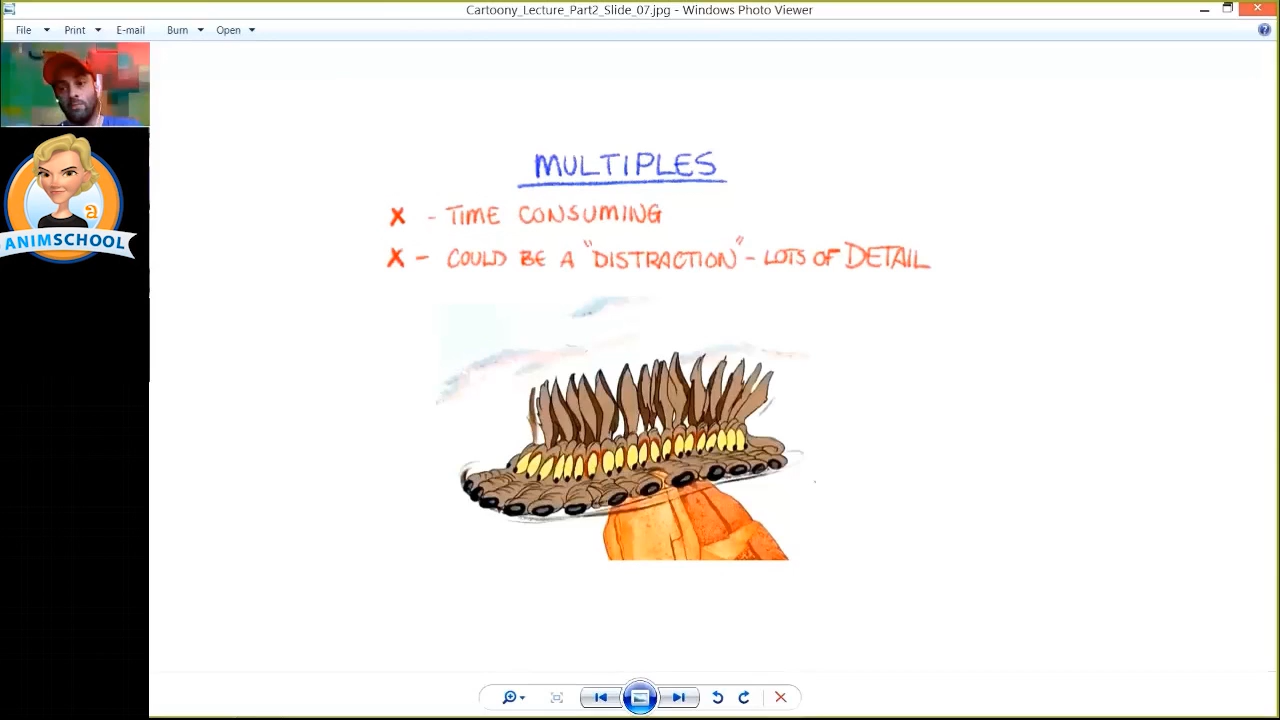 Cartoony_Lecture_Part2_Slide_07.jpg - Windows Photo Viewer
File Print E-mail Burn Open
a
ANIMSCHOOL
MULTIPLES
X - TIME CONSUMING
X - COULD BE A "DISTRACTION" - LOTS OF DETAIL